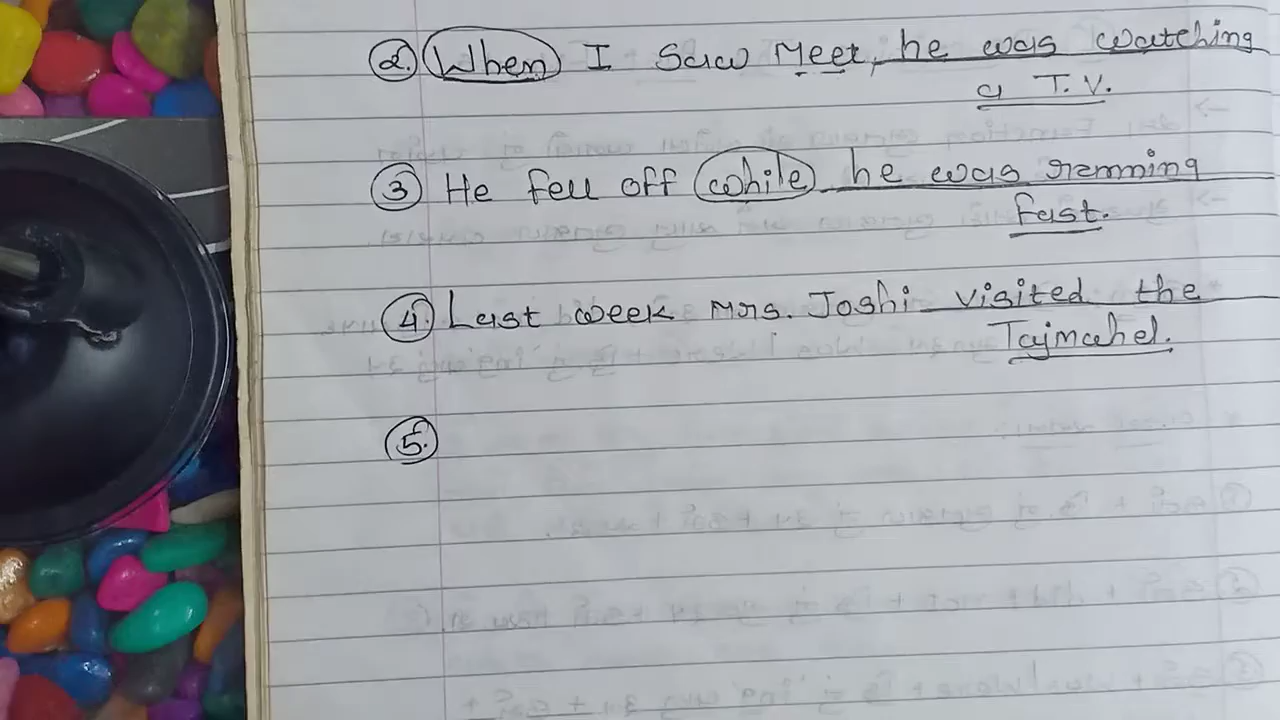 2. When I saw Meet, he was watching
a T.V.
3 He fell off while he was running
fast.
4. Last week Mrs. Joshi visited the
Tajmahel.
5.